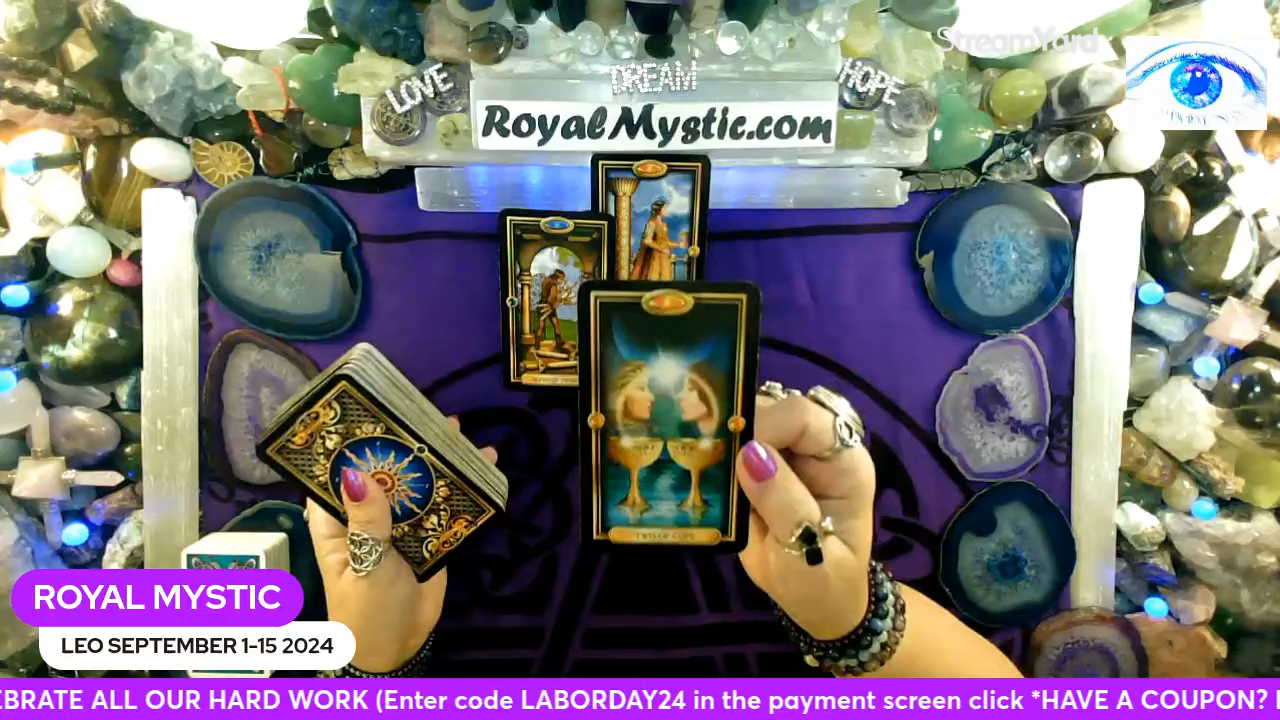 StreamYard
LOVE
DREAM
HOPE
RoyalMystic.com
TWO OF CUPS
ROYAL MYSTIC
LEO SEPTEMBER 1-15 2024
EBRATE ALL OUR HARD WORK (Enter code LABORDAY24 in the payment screen click *HAVE A COUPON?